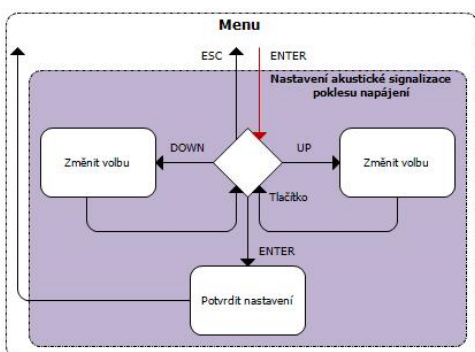 Menu
ESC
ENTER
Nastavení akustické signalizace
poklesu napájení
DOWN
UP
Změnit volbu
Změnit volbu
Tlačítko
ENTER
Potvrdit nastavení